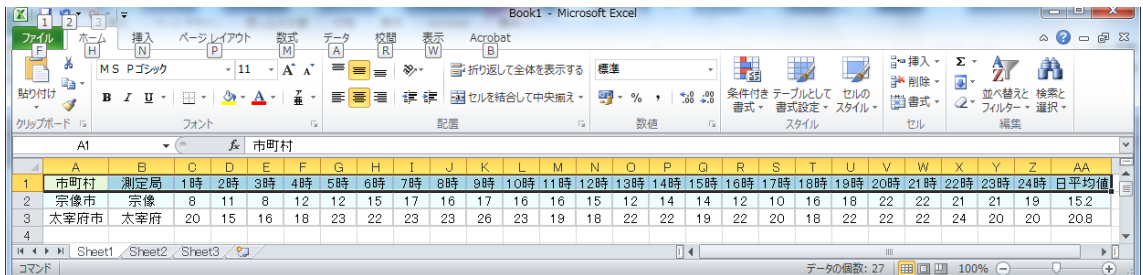 Book1 - Microsoft Excel
1 2 3
ファイル ホーム 挿入 ページ レイアウト 数式 データ 校閲 表示 Acrobat
F H N P M A R W B
MS Pゴシック 11 A A 折り返して全体を表示する 標準 挿入 Σ
貼り付け B I U A 亜 セルを結合して中央揃え % , .0 .00 .00 .0 条件付き 書式 テーブルとして 書式設定 セルの スタイル 削除 書式 並べ替えと フィルター 検索と 選択
クリップボード フォント 配置 数値 スタイル セル 編集
A1 fx 市町村
A B C D E F G H I J K L M N O P Q R S T U V W X Y Z AA
1 市町村 測定局 1時 2時 3時 4時 5時 6時 7時 8時 9時 10時 11時 12時 13時 14時 15時 16時 17時 18時 19時 20時 21時 22時 23時 24時 日平均値
2 宗像市 宗像 8 11 8 12 12 15 17 16 17 16 16 15 12 14 14 12 10 16 18 22 22 21 21 19 15.2
3 太宰府市 太宰府 20 15 16 18 23 22 23 23 26 23 19 18 22 22 19 22 20 18 22 22 22 24 20 20 20.8
4
Sheet1 Sheet2 Sheet3
コマンド データの個数: 27 100%